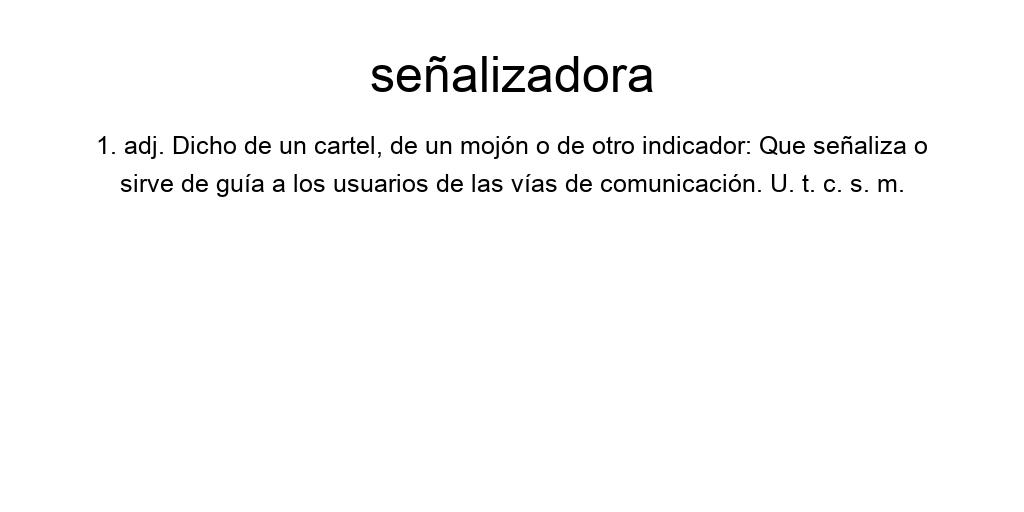 señalizadora
1. adj. Dicho de un cartel, de un mojón o de otro indicador: Que señaliza o
sirve de guía a los usuarios de las vías de comunicación. U. t. c. s. m.